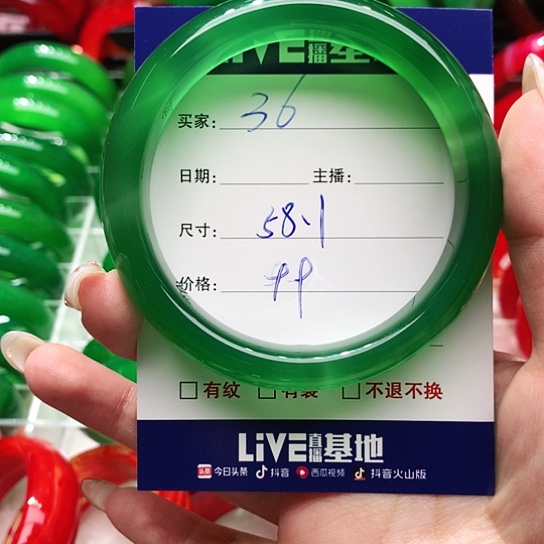 LiVE直播基
买家: 36
日期: 主播:
尺寸: 58.1
价格:
□有纹 □有裂 □不退不换
LiVE直播基地
今日头条 抖音 西瓜视频 抖音火山版